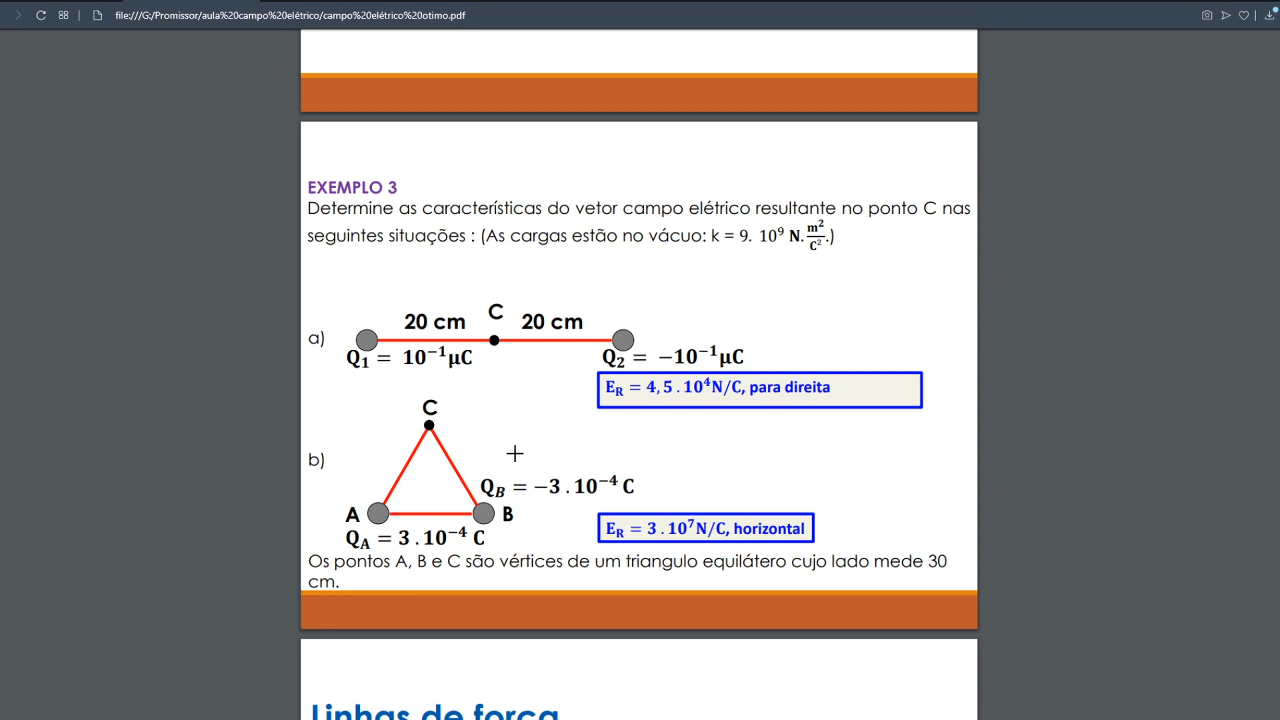 file:///G:/Promissor/aula%20campo%20elétrico/campo%20elétrico%20otimo.pdf
EXEMPLO 3
Determine as características do vetor campo elétrico resultante no ponto C nas
seguintes situações : (As cargas estão no vácuo: k = 9. 10⁹ N.m²/C².)
C
20 cm 20 cm
a)
Q₁ = 10⁻¹μC Q₂ = −10⁻¹μC
E_R = 4,5 . 10⁴N/C, para direita
C
b)
Q_B = −3 . 10⁻⁴ C
A B
E_R = 3 . 10⁷N/C, horizontal
Q_A = 3 . 10⁻⁴ C
Os pontos A, B e C são vértices de um triangulo equilátero cujo lado mede 30
cm.
Linhas de força